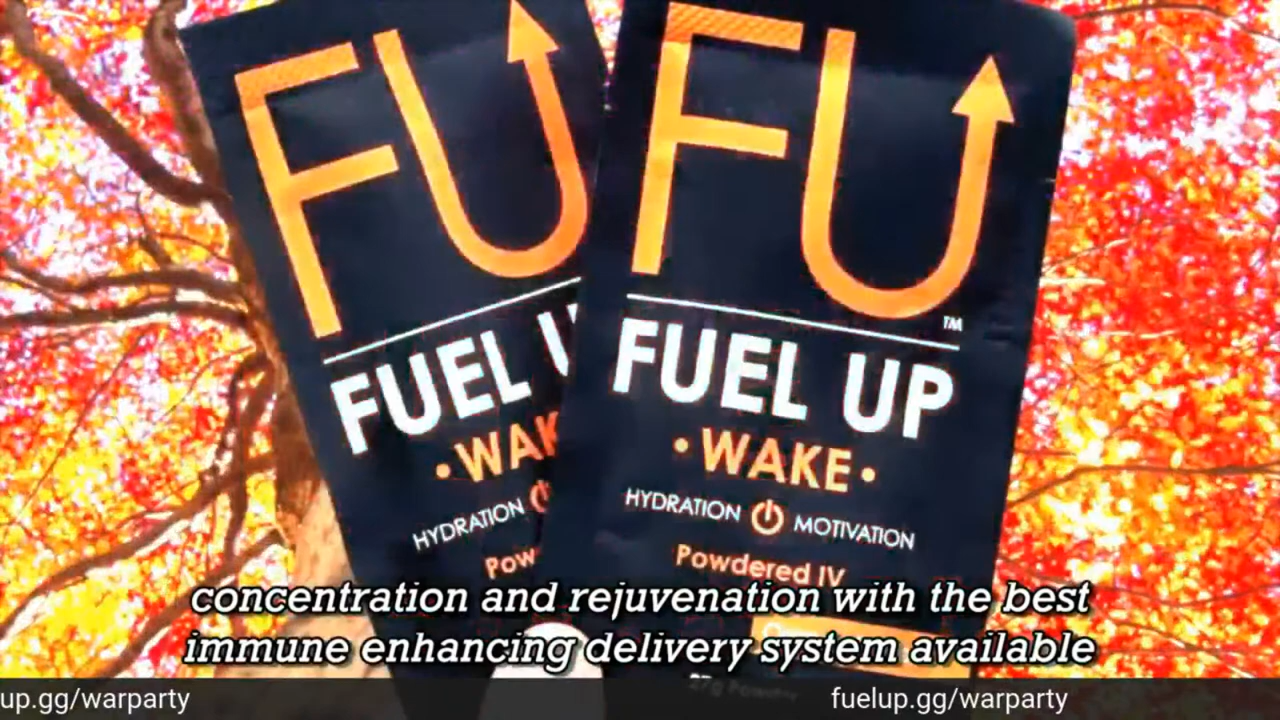 FU
FUEL U
• WAK
HYDRATION
Pow
FU
TM
FUEL UP
• WAKE •
HYDRATION MOTIVATION
Powdered IV
concentration and rejuvenation with the best
immune enhancing delivery system available
up.gg/warparty
fuelup.gg/warparty